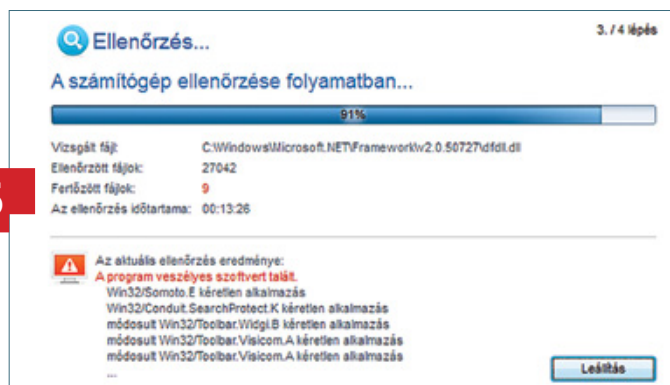 3. / 4 lépés
Ellenőrzés...
A számítógép ellenőrzése folyamatban...
91%
Vizsgált fájl: C:\Windows\Microsoft.NET\Framework\v2.0.50727\dfdll.dll
Ellenőrzött fájlok: 27042
Fertőzött fájlok: 9
Az ellenőrzés időtartama: 00:13:26
Az aktuális ellenőrzés eredménye:
A program veszélyes szoftvert talált.
Win32/Somoto.E kéretlen alkalmazás
Win32/Conduit.SearchProtect.K kéretlen alkalmazás
módosult Win32/Toolbar.Widgi.B kéretlen alkalmazás
módosult Win32/Toolbar.Visicom.A kéretlen alkalmazás
módosult Win32/Toolbar.Visicom.A kéretlen alkalmazás
...
Leállítás